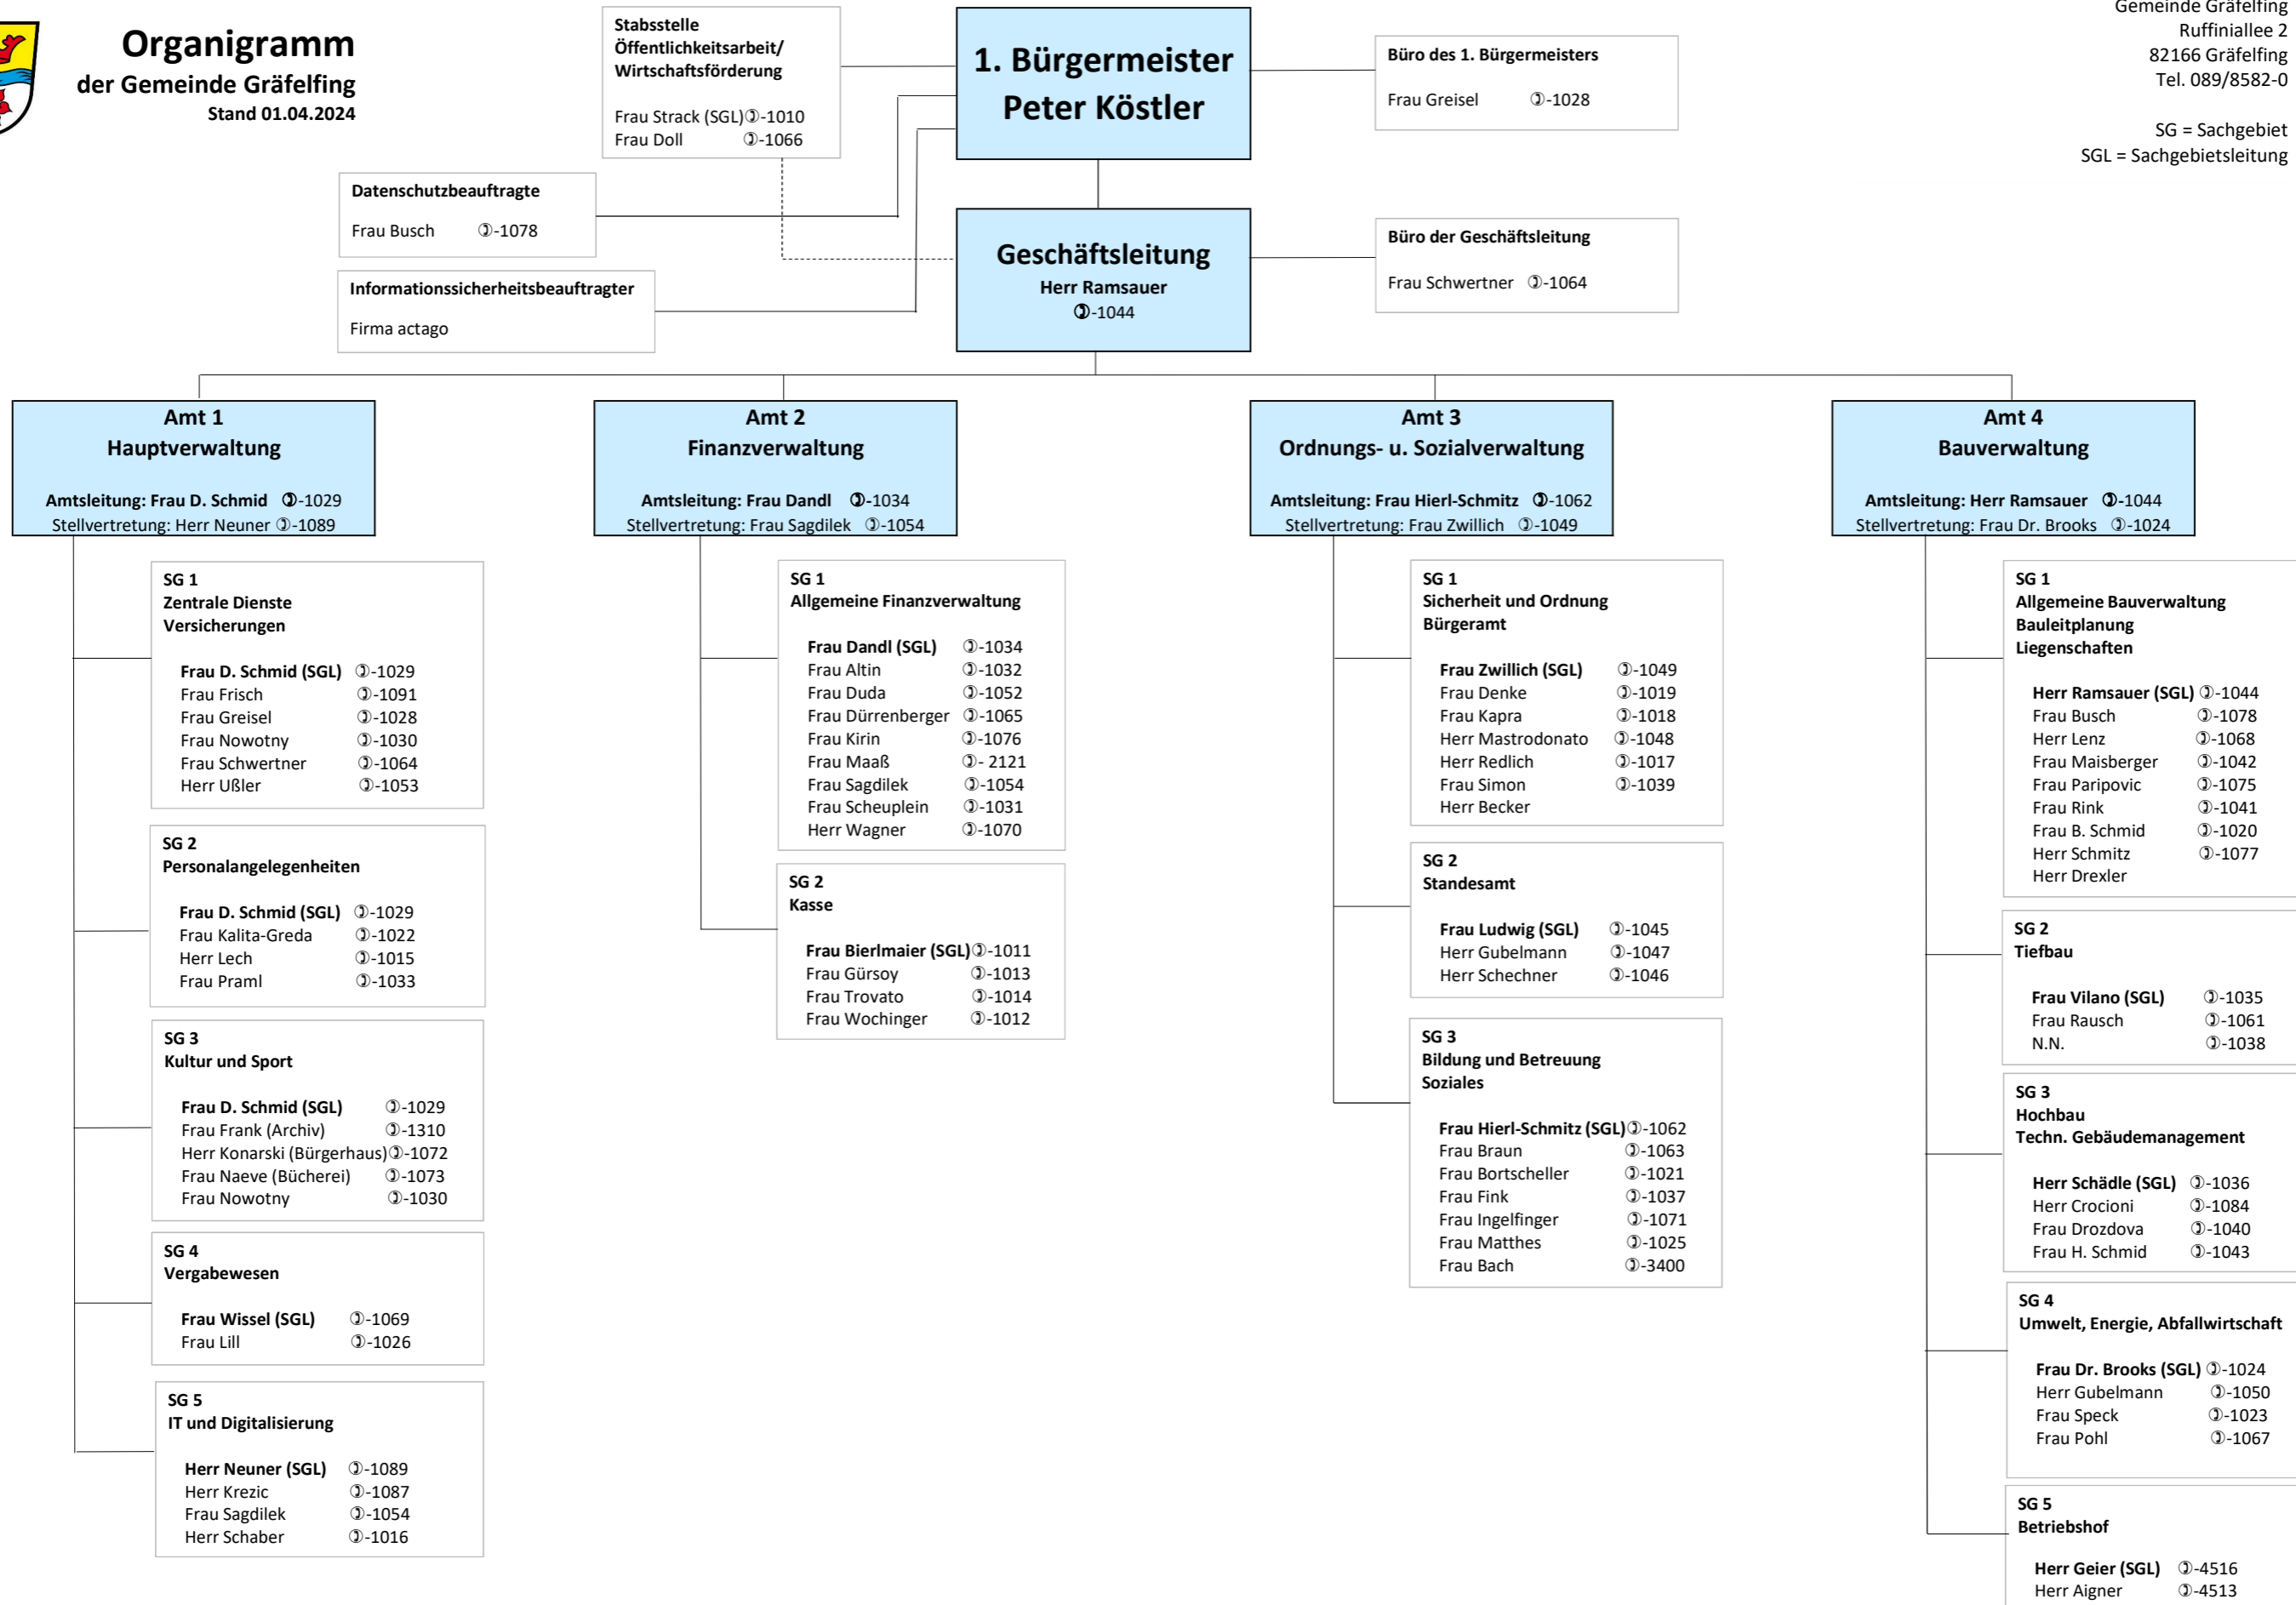 Organigramm
der Gemeinde Gräfelfing
Stand 01.04.2024
Stabsstelle
Öffentlichkeitsarbeit/
Wirtschaftsförderung
Frau Strack (SGL) ✆-1010
Frau Doll ✆-1066
1. Bürgermeister
Peter Köstler
Büro des 1. Bürgermeisters
Frau Greisel ✆-1028
Gemeinde Gräfelfing
Ruffiniallee 2
82166 Gräfelfing
Tel. 089/8582-0
SG = Sachgebiet
SGL = Sachgebietsleitung
Datenschutzbeauftragte
Frau Busch ✆-1078
Informationssicherheitsbeauftragter
Firma actago
Geschäftsleitung
Herr Ramsauer
✆-1044
Büro der Geschäftsleitung
Frau Schwertner ✆-1064
Amt 1
Hauptverwaltung
Amtsleitung: Frau D. Schmid ✆-1029
Stellvertretung: Herr Neuner ✆-1089
SG 1
Zentrale Dienste
Versicherungen
Frau D. Schmid (SGL) ✆-1029
Frau Frisch ✆-1091
Frau Greisel ✆-1028
Frau Nowotny ✆-1030
Frau Schwertner ✆-1064
Herr Ußler ✆-1053
SG 2
Personalangelegenheiten
Frau D. Schmid (SGL) ✆-1029
Frau Kalita-Greda ✆-1022
Herr Lech ✆-1015
Frau Praml ✆-1033
SG 3
Kultur und Sport
Frau D. Schmid (SGL) ✆-1029
Frau Frank (Archiv) ✆-1310
Herr Konarski (Bürgerhaus) ✆-1072
Frau Naeve (Bücherei) ✆-1073
Frau Nowotny ✆-1030
SG 4
Vergabewesen
Frau Wissel (SGL) ✆-1069
Frau Lill ✆-1026
SG 5
IT und Digitalisierung
Herr Neuner (SGL) ✆-1089
Herr Krezic ✆-1087
Frau Sagdilek ✆-1054
Herr Schaber ✆-1016
Amt 2
Finanzverwaltung
Amtsleitung: Frau Dandl ✆-1034
Stellvertretung: Frau Sagdilek ✆-1054
SG 1
Allgemeine Finanzverwaltung
Frau Dandl (SGL) ✆-1034
Frau Altin ✆-1032
Frau Duda ✆-1052
Frau Dürrenberger ✆-1065
Frau Kirin ✆-1076
Frau Maaß ✆- 2121
Frau Sagdilek ✆-1054
Frau Scheuplein ✆-1031
Herr Wagner ✆-1070
SG 2
Kasse
Frau Bierlmaier (SGL) ✆-1011
Frau Gürsoy ✆-1013
Frau Trovato ✆-1014
Frau Wochinger ✆-1012
Amt 3
Ordnungs- u. Sozialverwaltung
Amtsleitung: Frau Hierl-Schmitz ✆-1062
Stellvertretung: Frau Zwillich ✆-1049
SG 1
Sicherheit und Ordnung
Bürgeramt
Frau Zwillich (SGL) ✆-1049
Frau Denke ✆-1019
Frau Kapra ✆-1018
Herr Mastrodonato ✆-1048
Herr Redlich ✆-1017
Frau Simon ✆-1039
Herr Becker
SG 2
Standesamt
Frau Ludwig (SGL) ✆-1045
Herr Gubelmann ✆-1047
Herr Schechner ✆-1046
SG 3
Bildung und Betreuung
Soziales
Frau Hierl-Schmitz (SGL) ✆-1062
Frau Braun ✆-1063
Frau Bortscheller ✆-1021
Frau Fink ✆-1037
Frau Ingelfinger ✆-1071
Frau Matthes ✆-1025
Frau Bach ✆-3400
Amt 4
Bauverwaltung
Amtsleitung: Herr Ramsauer ✆-1044
Stellvertretung: Frau Dr. Brooks ✆-1024
SG 1
Allgemeine Bauverwaltung
Bauleitplanung
Liegenschaften
Herr Ramsauer (SGL) ✆-1044
Frau Busch ✆-1078
Herr Lenz ✆-1068
Frau Maisberger ✆-1042
Frau Paripovic ✆-1075
Frau Rink ✆-1041
Frau B. Schmid ✆-1020
Herr Schmitz ✆-1077
Herr Drexler
SG 2
Tiefbau
Frau Vilano (SGL) ✆-1035
Frau Rausch ✆-1061
N.N. ✆-1038
SG 3
Hochbau
Techn. Gebäudemanagement
Herr Schädle (SGL) ✆-1036
Herr Crocioni ✆-1084
Frau Drozdova ✆-1040
Frau H. Schmid ✆-1043
SG 4
Umwelt, Energie, Abfallwirtschaft
Frau Dr. Brooks (SGL) ✆-1024
Herr Gubelmann ✆-1050
Frau Speck ✆-1023
Frau Pohl ✆-1067
SG 5
Betriebshof
Herr Geier (SGL) ✆-4516
Herr Aigner ✆-4513